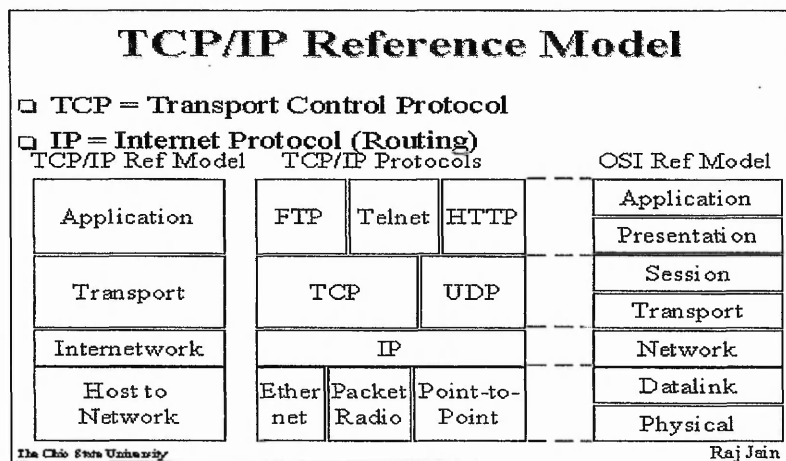 TCP/IP Reference Model
❑ TCP = Transport Control Protocol
❑ IP = Internet Protocol (Routing)
TCP/IP Ref Model
TCP/IP Protocols
OSI Ref Model
Application
FTP
Telnet
HTTP
Application
Presentation
Transport
TCP
UDP
Session
Transport
Internetwork
IP
Network
Host to
Network
Ether
net
Packet
Radio
Point-to-
Point
Datalink
Physical
The Ohio State University
Raj Jain